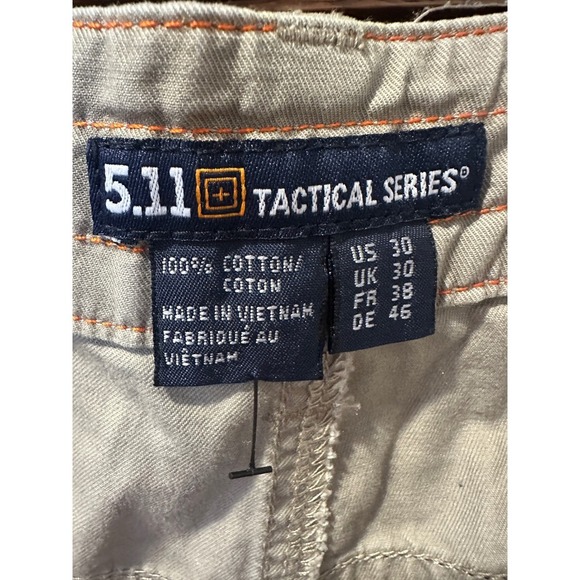 5.11 TACTICAL SERIES®
100% COTTON/
COTON
MADE IN VIETNAM
FABRIQUÉ AU
VIÊTNAM
US 30
UK 30
FR 38
DE 46